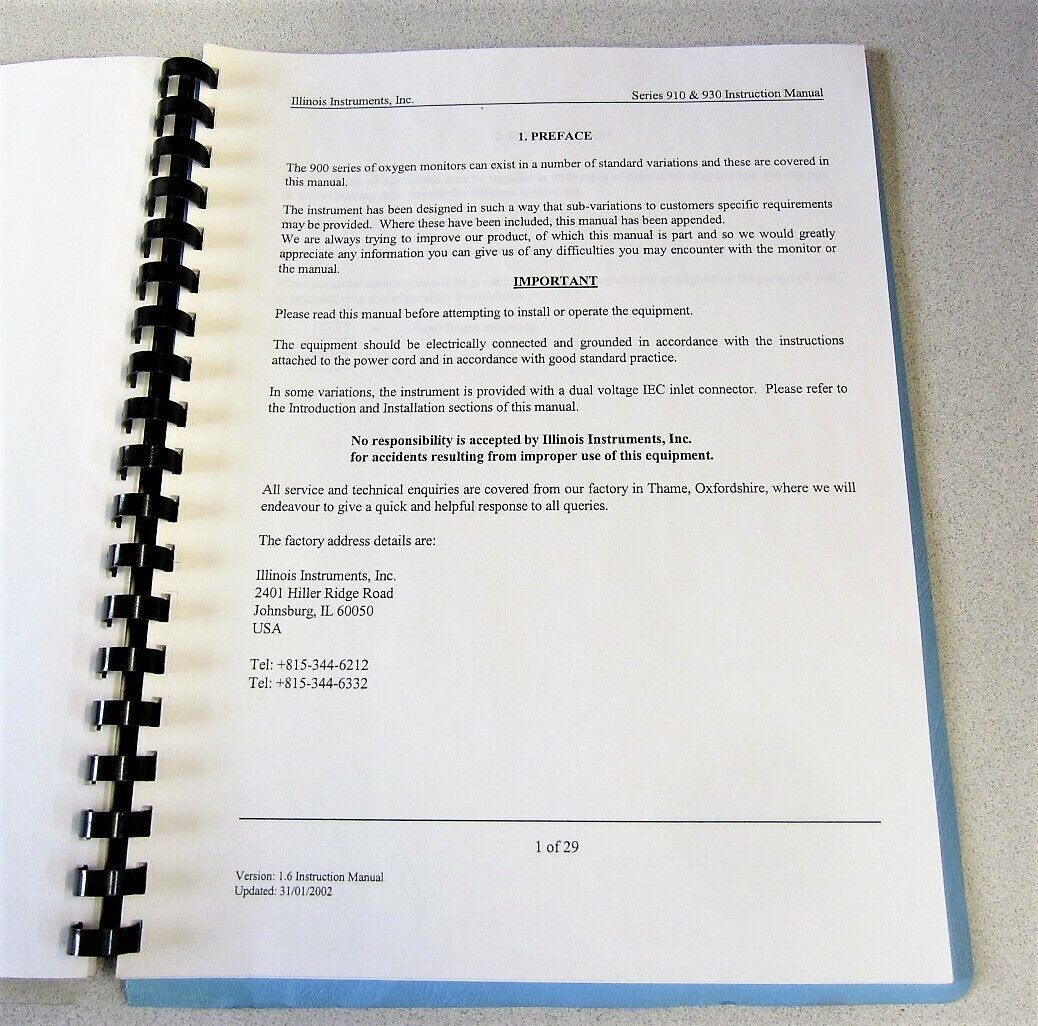 Illinois Instruments, Inc. Series 910 & 930 Instruction Manual
1. PREFACE
The 900 series of oxygen monitors can exist in a number of standard variations and these are covered in
this manual.
The instrument has been designed in such a way that sub-variations to customers specific requirements
may be provided. Where these have been included, this manual has been appended.
We are always trying to improve our product, of which this manual is part and so we would greatly
appreciate any information you can give us of any difficulties you may encounter with the monitor or
the manual.
IMPORTANT
Please read this manual before attempting to install or operate the equipment.
The equipment should be electrically connected and grounded in accordance with the instructions
attached to the power cord and in accordance with good standard practice.
In some variations, the instrument is provided with a dual voltage IEC inlet connector. Please refer to
the Introduction and Installation sections of this manual.
No responsibility is accepted by Illinois Instruments, Inc.
for accidents resulting from improper use of this equipment.
All service and technical enquiries are covered from our factory in Thame, Oxfordshire, where we will
endeavour to give a quick and helpful response to all queries.
The factory address details are:
Illinois Instruments, Inc.
2401 Hiller Ridge Road
Johnsburg, IL 60050
USA
Tel: +815-344-6212
Tel: +815-344-6332
1 of 29
Version: 1.6 Instruction Manual
Updated: 31/01/2002